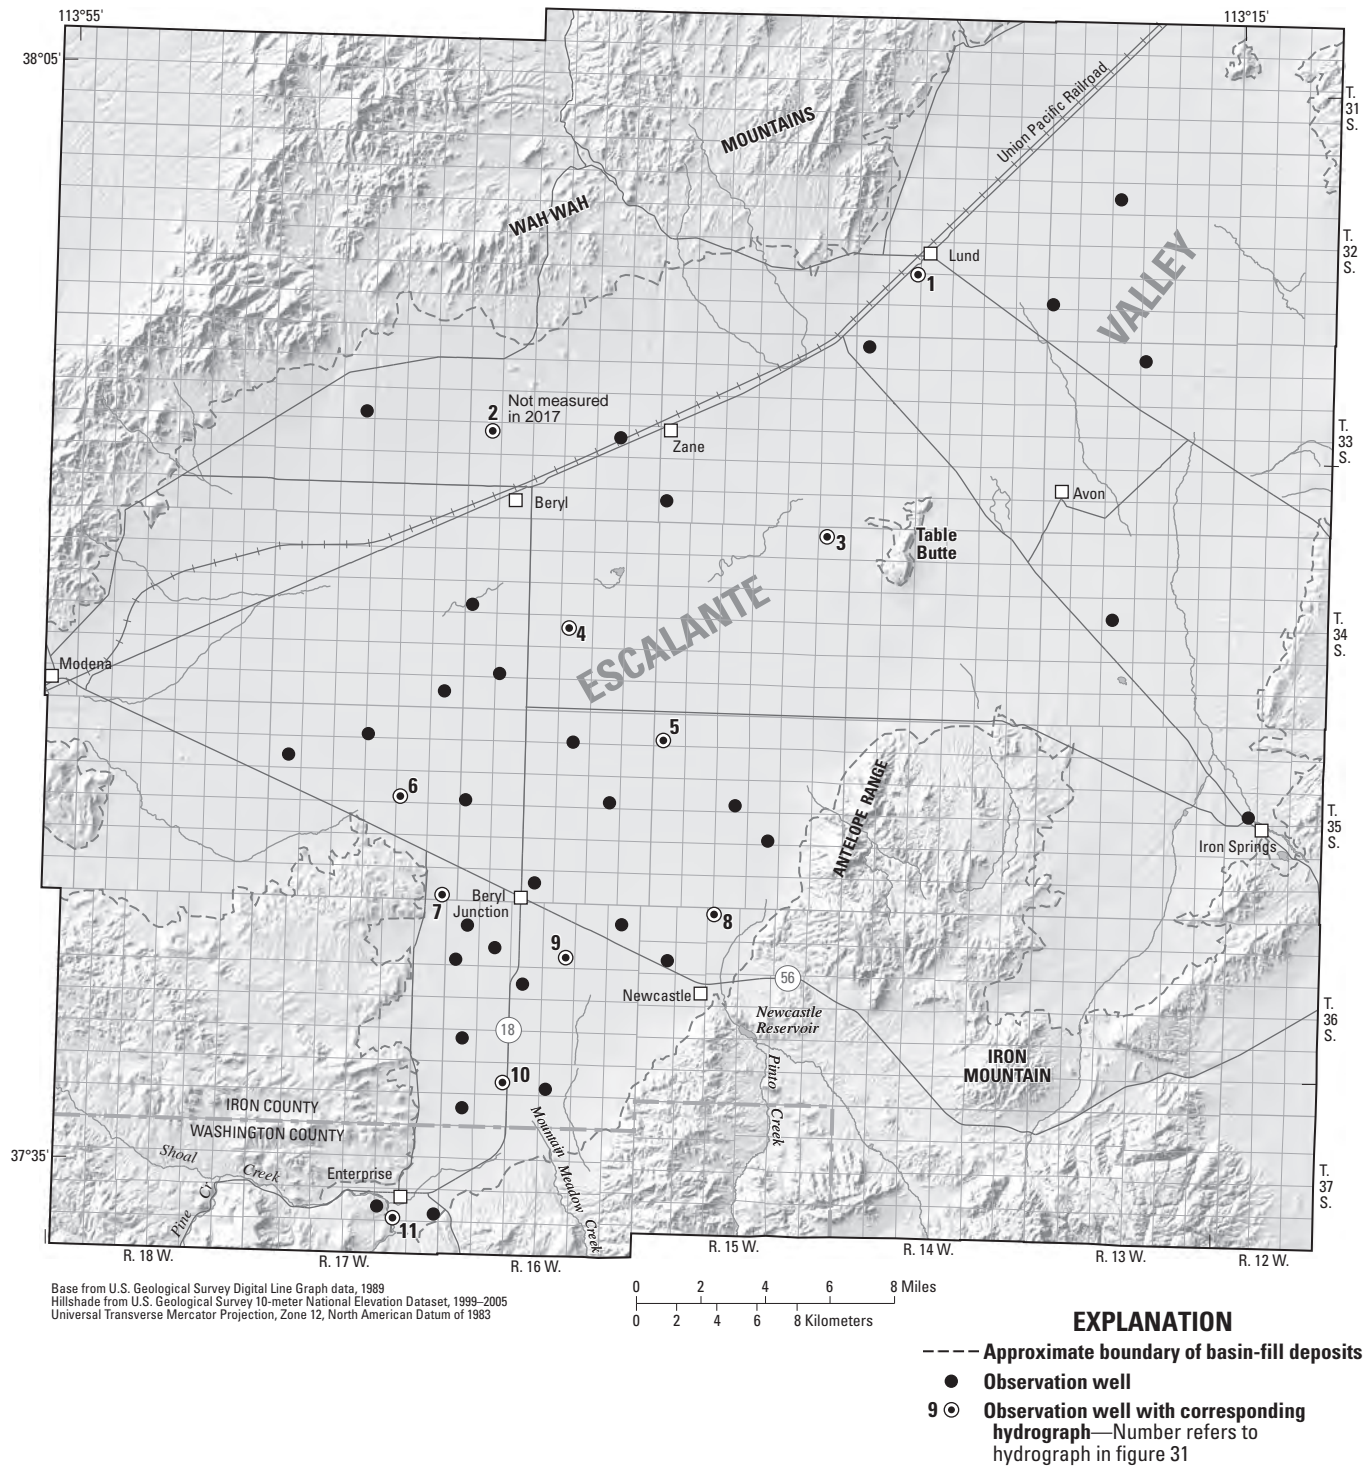 113°55'
113°15'
38°05'
T.
31
S.
Union Pacific Railroad
MOUNTAINS
WAH WAH
T.
32
S.
Lund
1
VALLEY
2
Not measured
in 2017
T.
33
S.
Zane
Beryl
Avon
3
Table
Butte
ESCALANTE
4
T.
34
S.
Modena
5
6
ANTELOPE RANGE
T.
35
S.
Iron Springs
Beryl
Junction
7
8
9
56
Newcastle
Newcastle
Reservoir
T.
36
S.
18
IRON
MOUNTAIN
10
Pinto
Creek
IRON COUNTY
WASHINGTON COUNTY
Mountain Meadow Creek
37°35'
Shoal
Creek
Enterprise
Pine Cr
T.
37
S.
11
R. 18 W.
R. 17 W.
R. 16 W.
R. 15 W.
R. 14 W.
R. 13 W.
R. 12 W.
Base from U.S. Geological Survey Digital Line Graph data, 1989
Hillshade from U.S. Geological Survey 10-meter National Elevation Dataset, 1999–2005
Universal Transverse Mercator Projection, Zone 12, North American Datum of 1983
0 2 4 6 8 Miles
0 2 4 6 8 Kilometers
EXPLANATION
Approximate boundary of basin-fill deposits
Observation well
9 Observation well with corresponding
hydrograph—Number refers to
hydrograph in figure 31